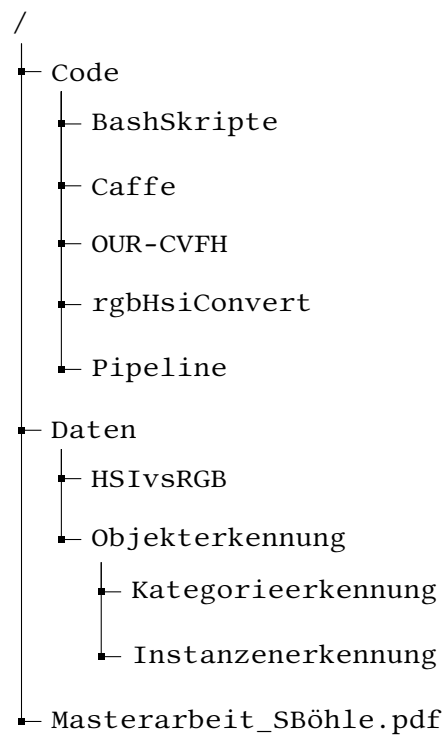 /
Code
BashSkripte
Caffe
OUR-CVFH
rgbHsiConvert
Pipeline
Daten
HSIvsRGB
Objekterkennung
Kategorieerkennung
Instanzenerkennung
Masterarbeit_SBöhle.pdf